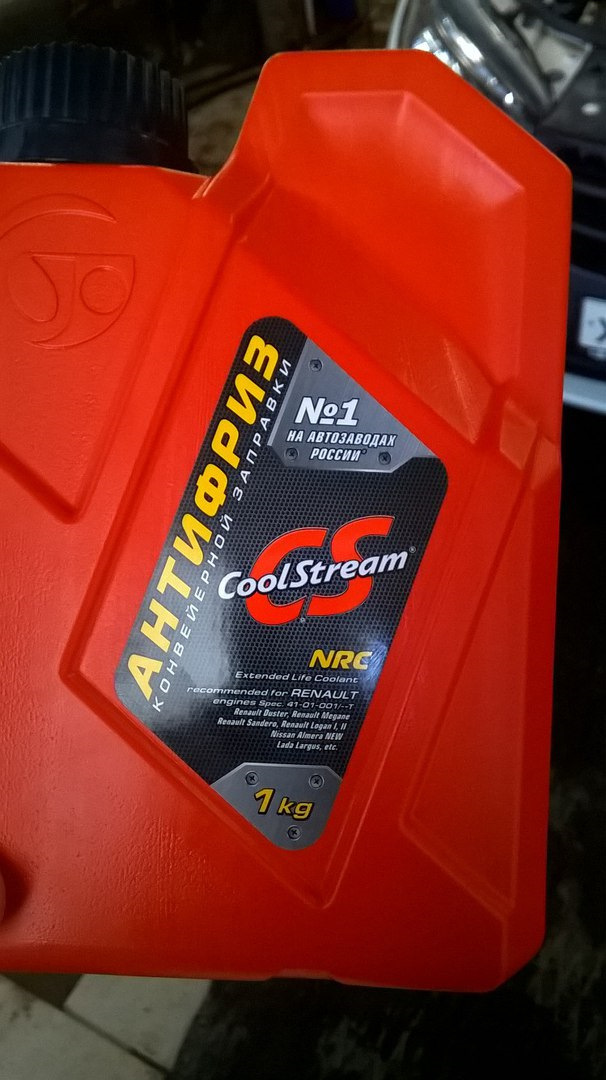 АНТИФРИЗ
КОНВЕЙЕРНОЙ ЗАПРАВКИ
№1
НА АВТОЗАВОДАХ
РОССИИ*
CS
CoolStream®
NRC
Extended Life Coolant
recommended for RENAULT
engines Spec. 41-01-001/--T
Renault Duster, Renault Megane
Renault Sandero, Renault Logan I, II
Nissan Almera NEW
Lada Largus, etc.
1 kg